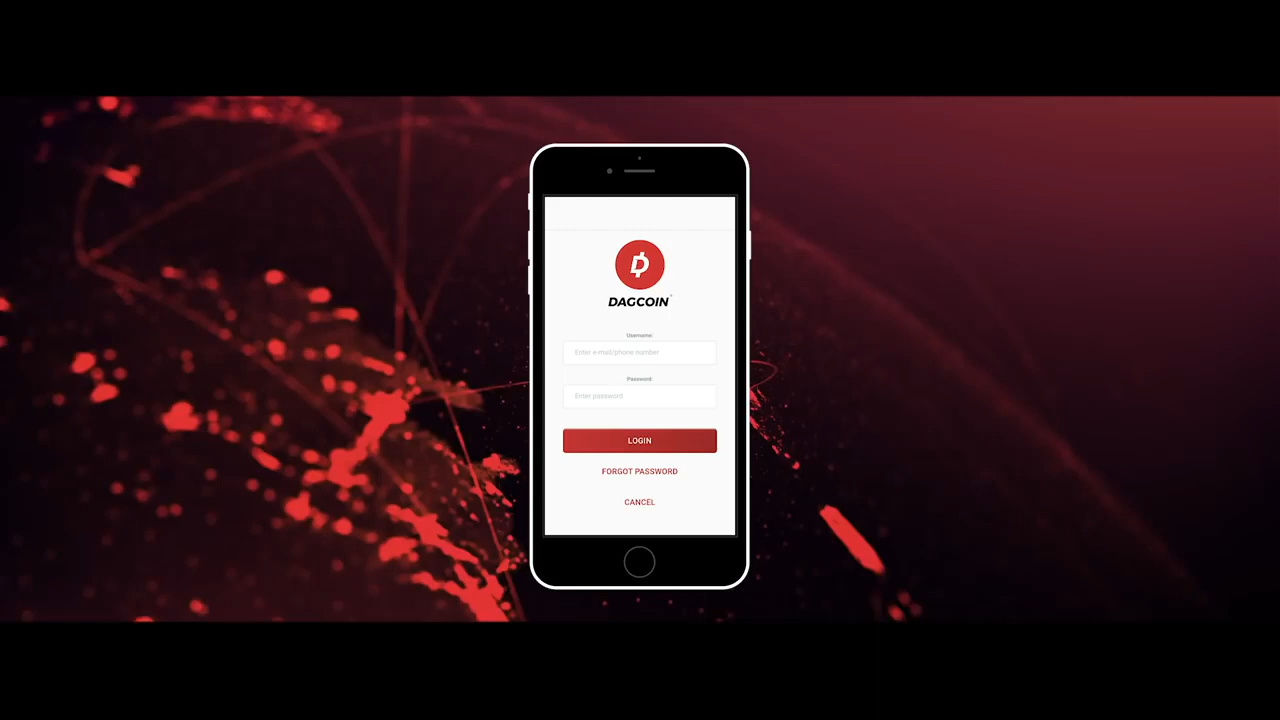 DAGCOIN
Username:
Enter e-mail/phone number
Password:
Enter password
LOGIN
FORGOT PASSWORD
CANCEL